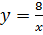 y = 8/x